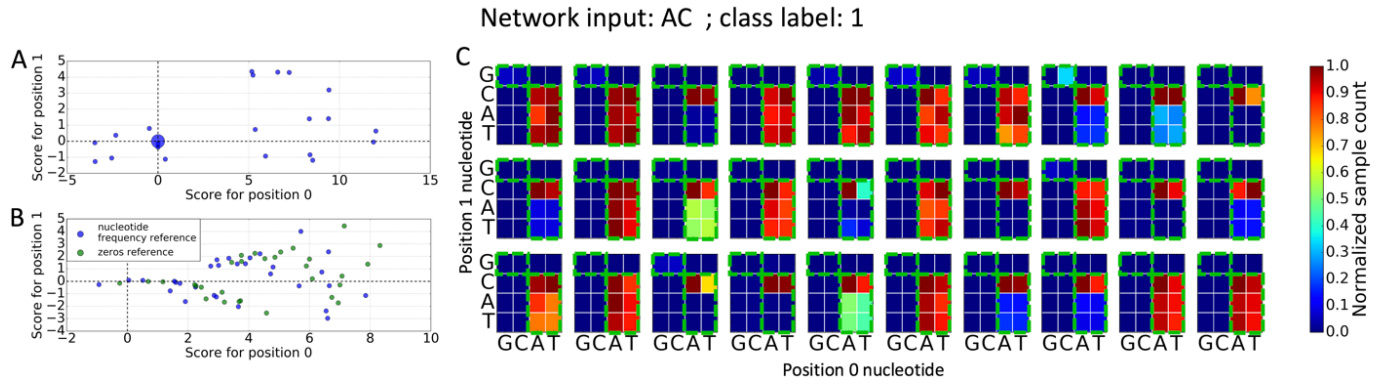 Network input: AC ; class label: 1
A
Score for position 1
5
4
3
2
1
0
−1
−2
−5 0 5 10 15
Score for position 0
B
Score for position 1
5
4
3
2
1
0
−1
−2
−3
−4
nucleotide
frequency reference
zeros reference
−2 0 2 4 6 8 10
Score for position 0
C
Position 1 nucleotide
G
C
A
T
G
C
A
T
G
C
A
T
GCAT GCAT GCAT GCAT GCAT GCAT GCAT GCAT GCAT GCAT
Position 0 nucleotide
1.0
0.9
0.8
0.7
0.6
0.5
0.4
0.3
0.2
0.1
0.0
Normalized sample count